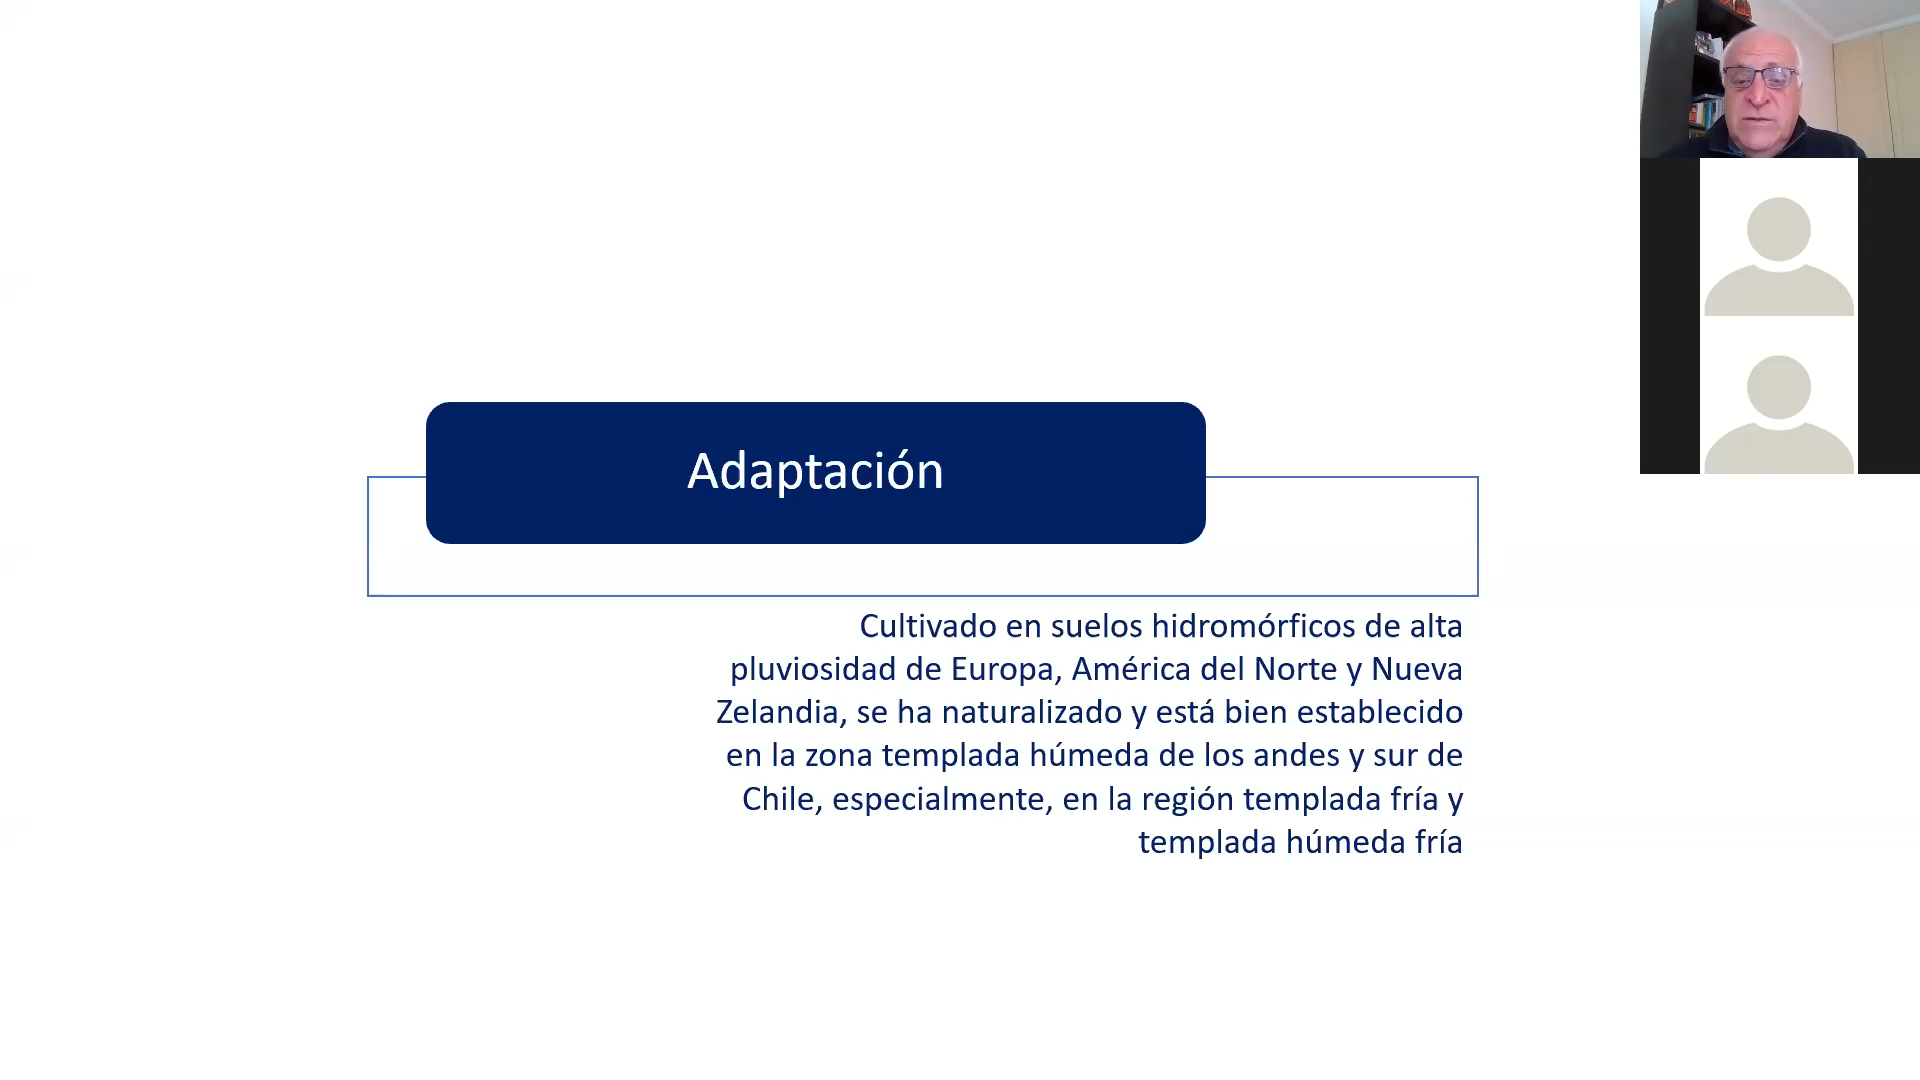 Adaptación
Cultivado en suelos hidromórficos de alta
pluviosidad de Europa, América del Norte y Nueva
Zelandia, se ha naturalizado y está bien establecido
en la zona templada húmeda de los andes y sur de
Chile, especialmente, en la región templada fría y
templada húmeda fría